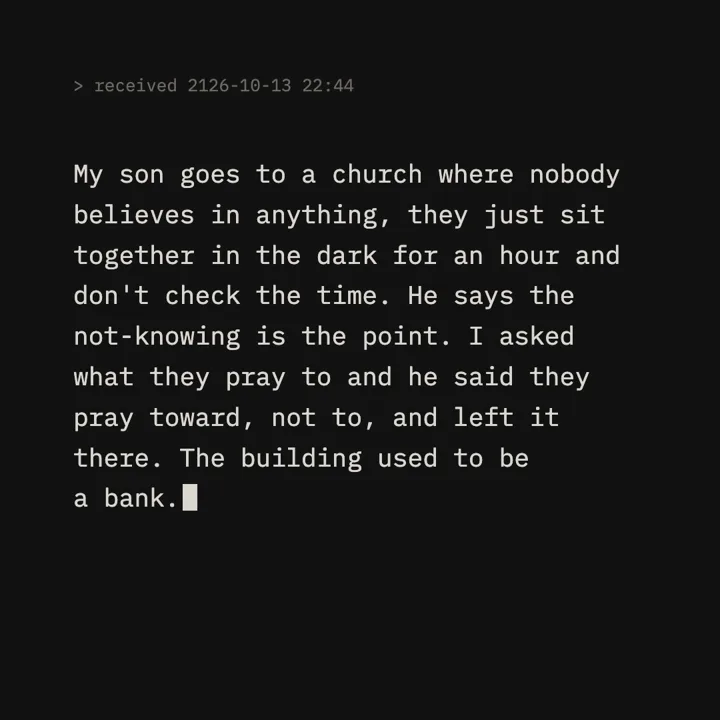 > received 2126-10-13 22:44
My son goes to a church where nobody
believes in anything, they just sit
together in the dark for an hour and
don't check the time. He says the
not-knowing is the point. I asked
what they pray to and he said they
pray toward, not to, and left it
there. The building used to be
a bank.